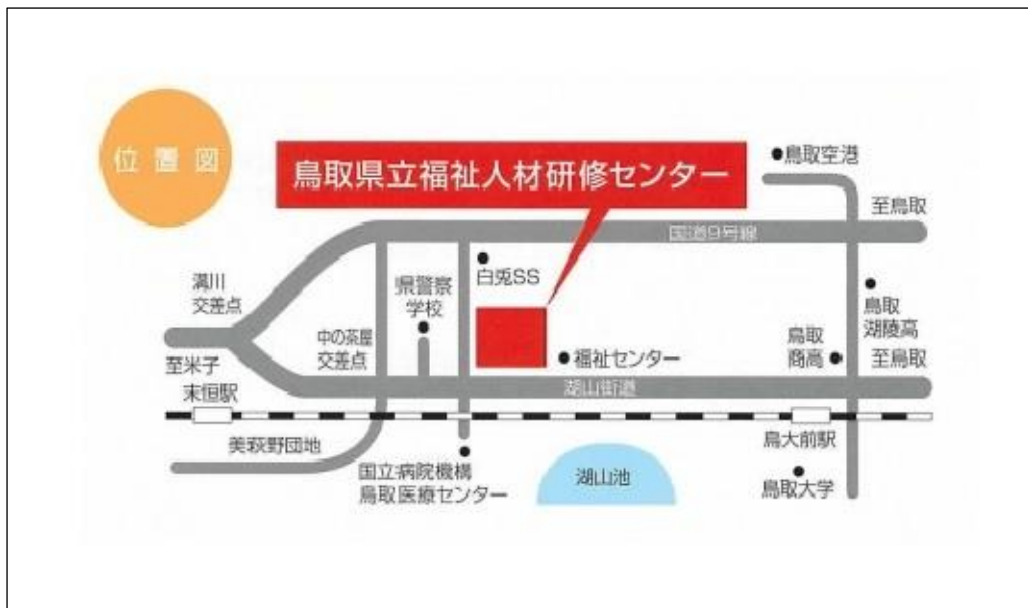 位置図
鳥取県立福祉人材研修センター
鳥取空港
至鳥取
国道9号線
白兎SS
溝川
交差点
県警察
学校
鳥取
湖陵高
中の茶屋
交差点
鳥取
商高
福祉センター
至鳥取
至米子
湖山街道
末恒駅
美萩野団地
鳥大前駅
国立病院機構
鳥取医療センター
湖山池
鳥取大学